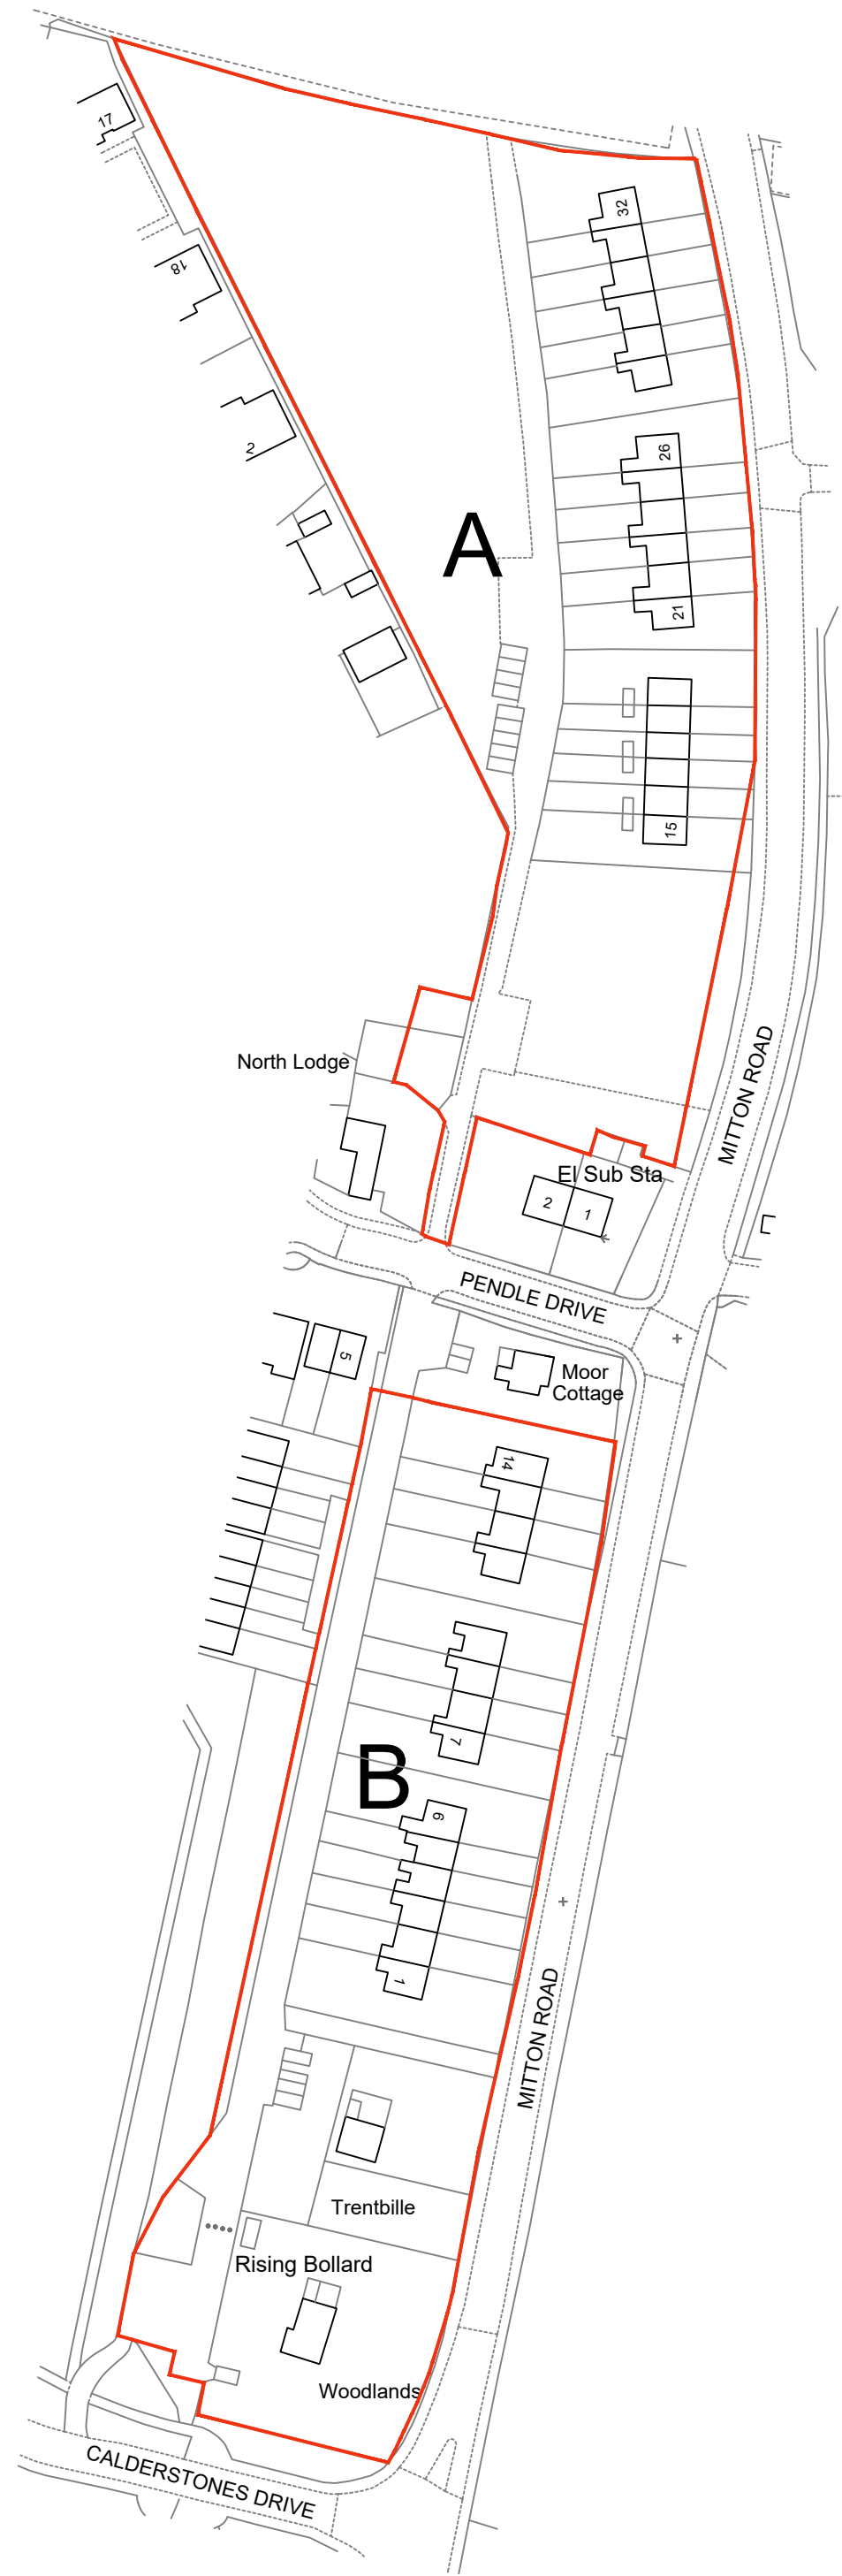 17
32
18
26
2
A
21
15
North Lodge
MITTON ROAD
El Sub Sta
2
1
PENDLE DRIVE
5
Moor
Cottage
14
7
B
6
1
MITTON ROAD
Trentbille
Rising Bollard
Woodlands
CALDERSTONES DRIVE